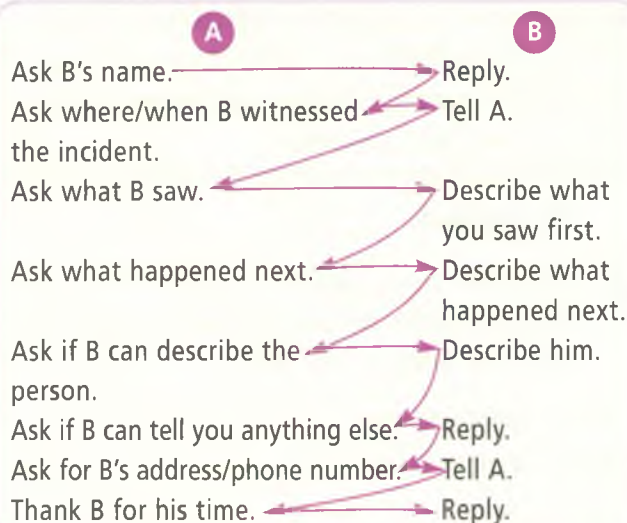 A B
Ask B's name. Reply.
Ask where/when B witnessed Tell A.
the incident.
Ask what B saw. Describe what
you saw first.
Ask what happened next. Describe what
happened next.
Ask if B can describe the Describe him.
person.
Ask if B can tell you anything else. Reply.
Ask for B's address/phone number. Tell A.
Thank B for his time. Reply.